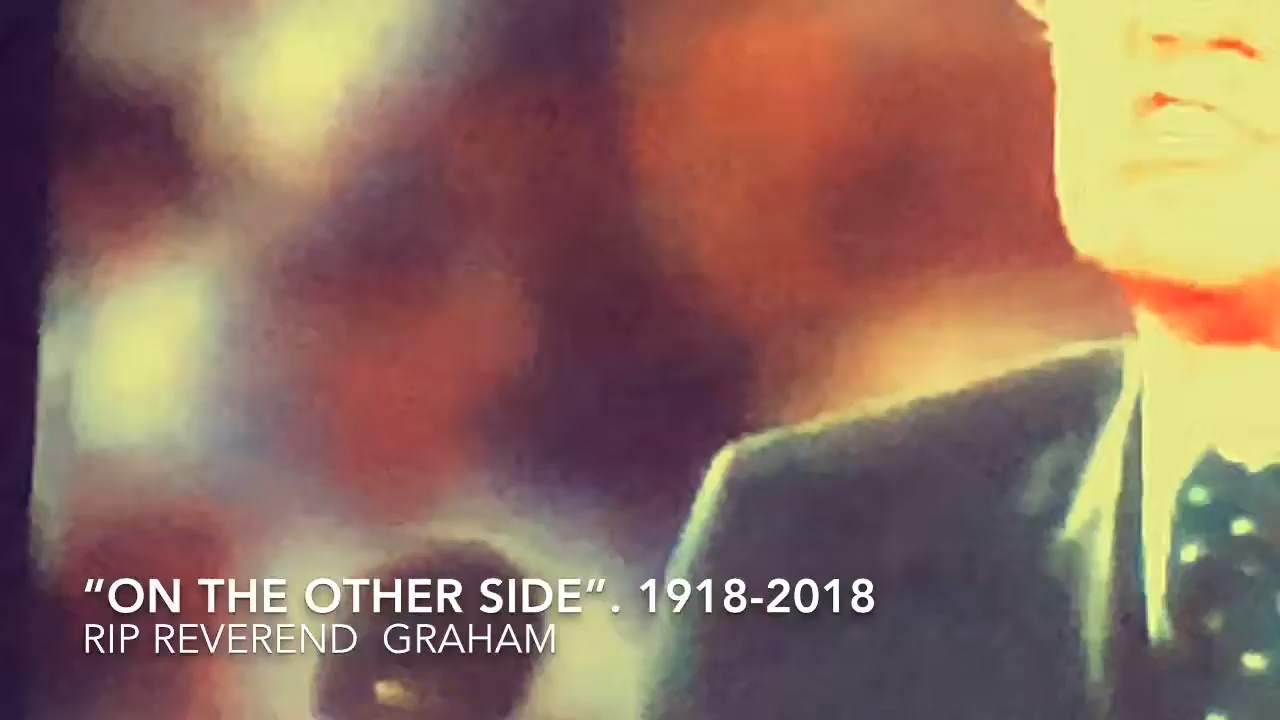 “ON THE OTHER SIDE”. 1918-2018
RIP REVEREND  GRAHAM